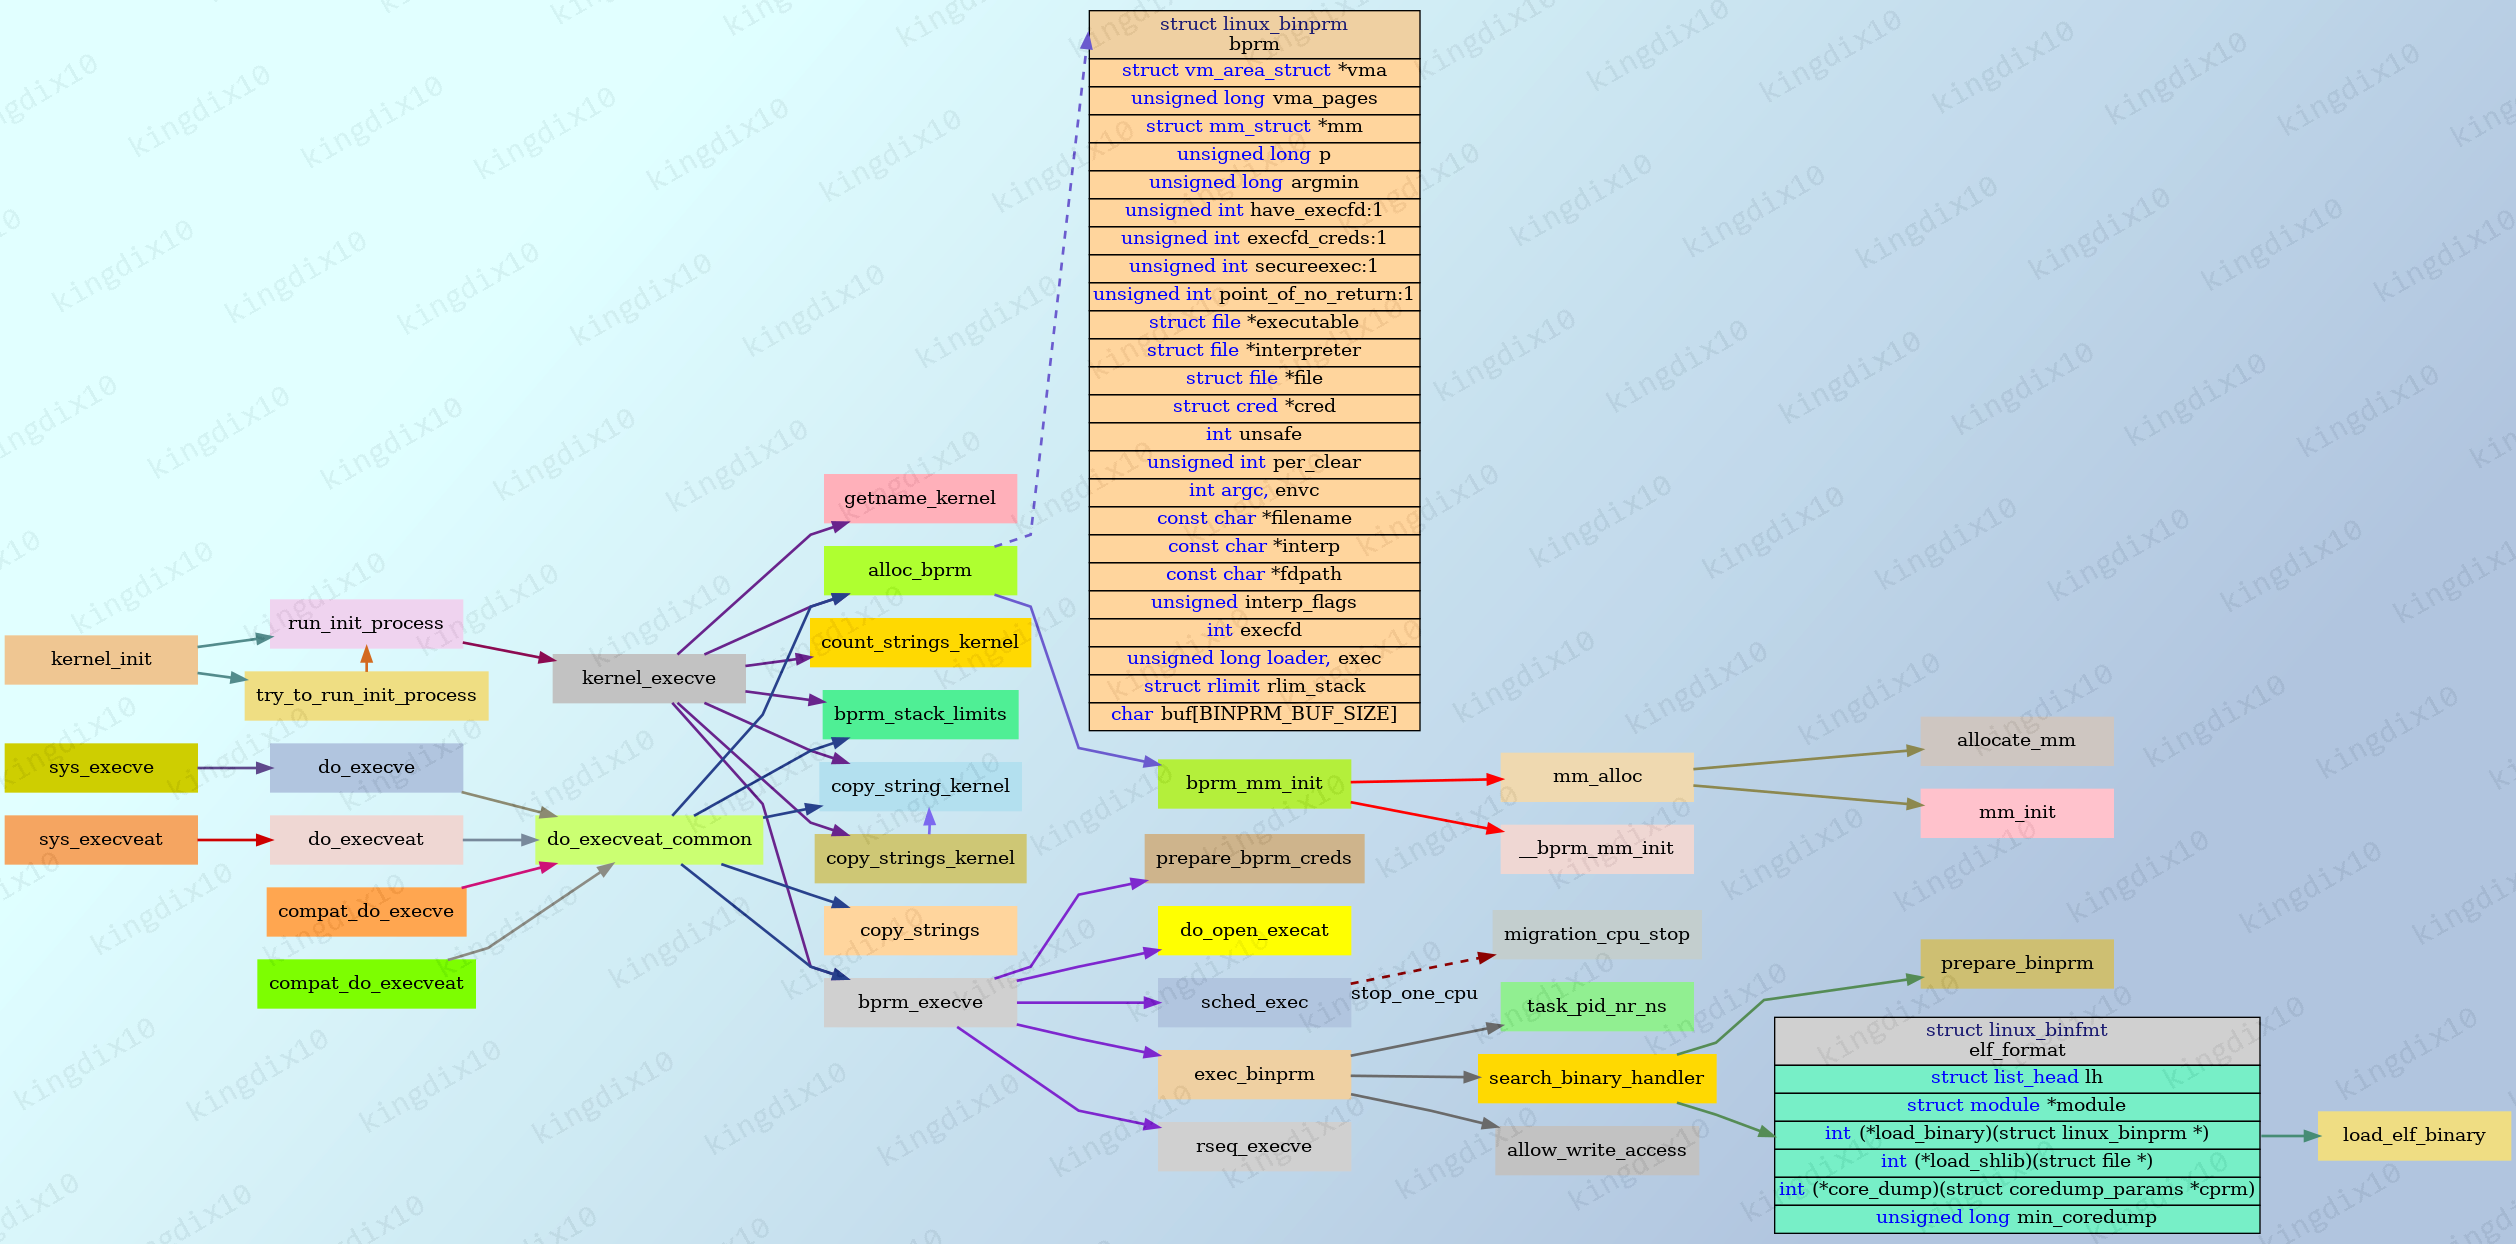 struct linux_binprm
bprm
struct vm_area_struct *vma
unsigned long vma_pages
struct mm_struct *mm
unsigned long p
unsigned long argmin
unsigned int have_execfd:1
unsigned int execfd_creds:1
unsigned int secureexec:1
unsigned int point_of_no_return:1
struct file *executable
struct file *interpreter
struct file *file
struct cred *cred
int unsafe
unsigned int per_clear
int argc, envc
const char *filename
const char *interp
const char *fdpath
unsigned interp_flags
int execfd
unsigned long loader, exec
struct rlimit rlim_stack
char buf[BINPRM_BUF_SIZE]
kernel_init
sys_execve
sys_execveat
run_init_process
try_to_run_init_process
do_execve
do_execveat
compat_do_execve
compat_do_execveat
kernel_execve
do_execveat_common
getname_kernel
alloc_bprm
count_strings_kernel
bprm_stack_limits
copy_string_kernel
copy_strings_kernel
copy_strings
bprm_execve
bprm_mm_init
prepare_bprm_creds
do_open_execat
sched_exec
exec_binprm
rseq_execve
stop_one_cpu
mm_alloc
__bprm_mm_init
migration_cpu_stop
task_pid_nr_ns
search_binary_handler
allow_write_access
allocate_mm
mm_init
prepare_binprm
struct linux_binfmt
elf_format
struct list_head lh
struct module *module
int (*load_binary)(struct linux_binprm *)
int (*load_shlib)(struct file *)
int (*core_dump)(struct coredump_params *cprm)
unsigned long min_coredump
load_elf_binary
kingdix10